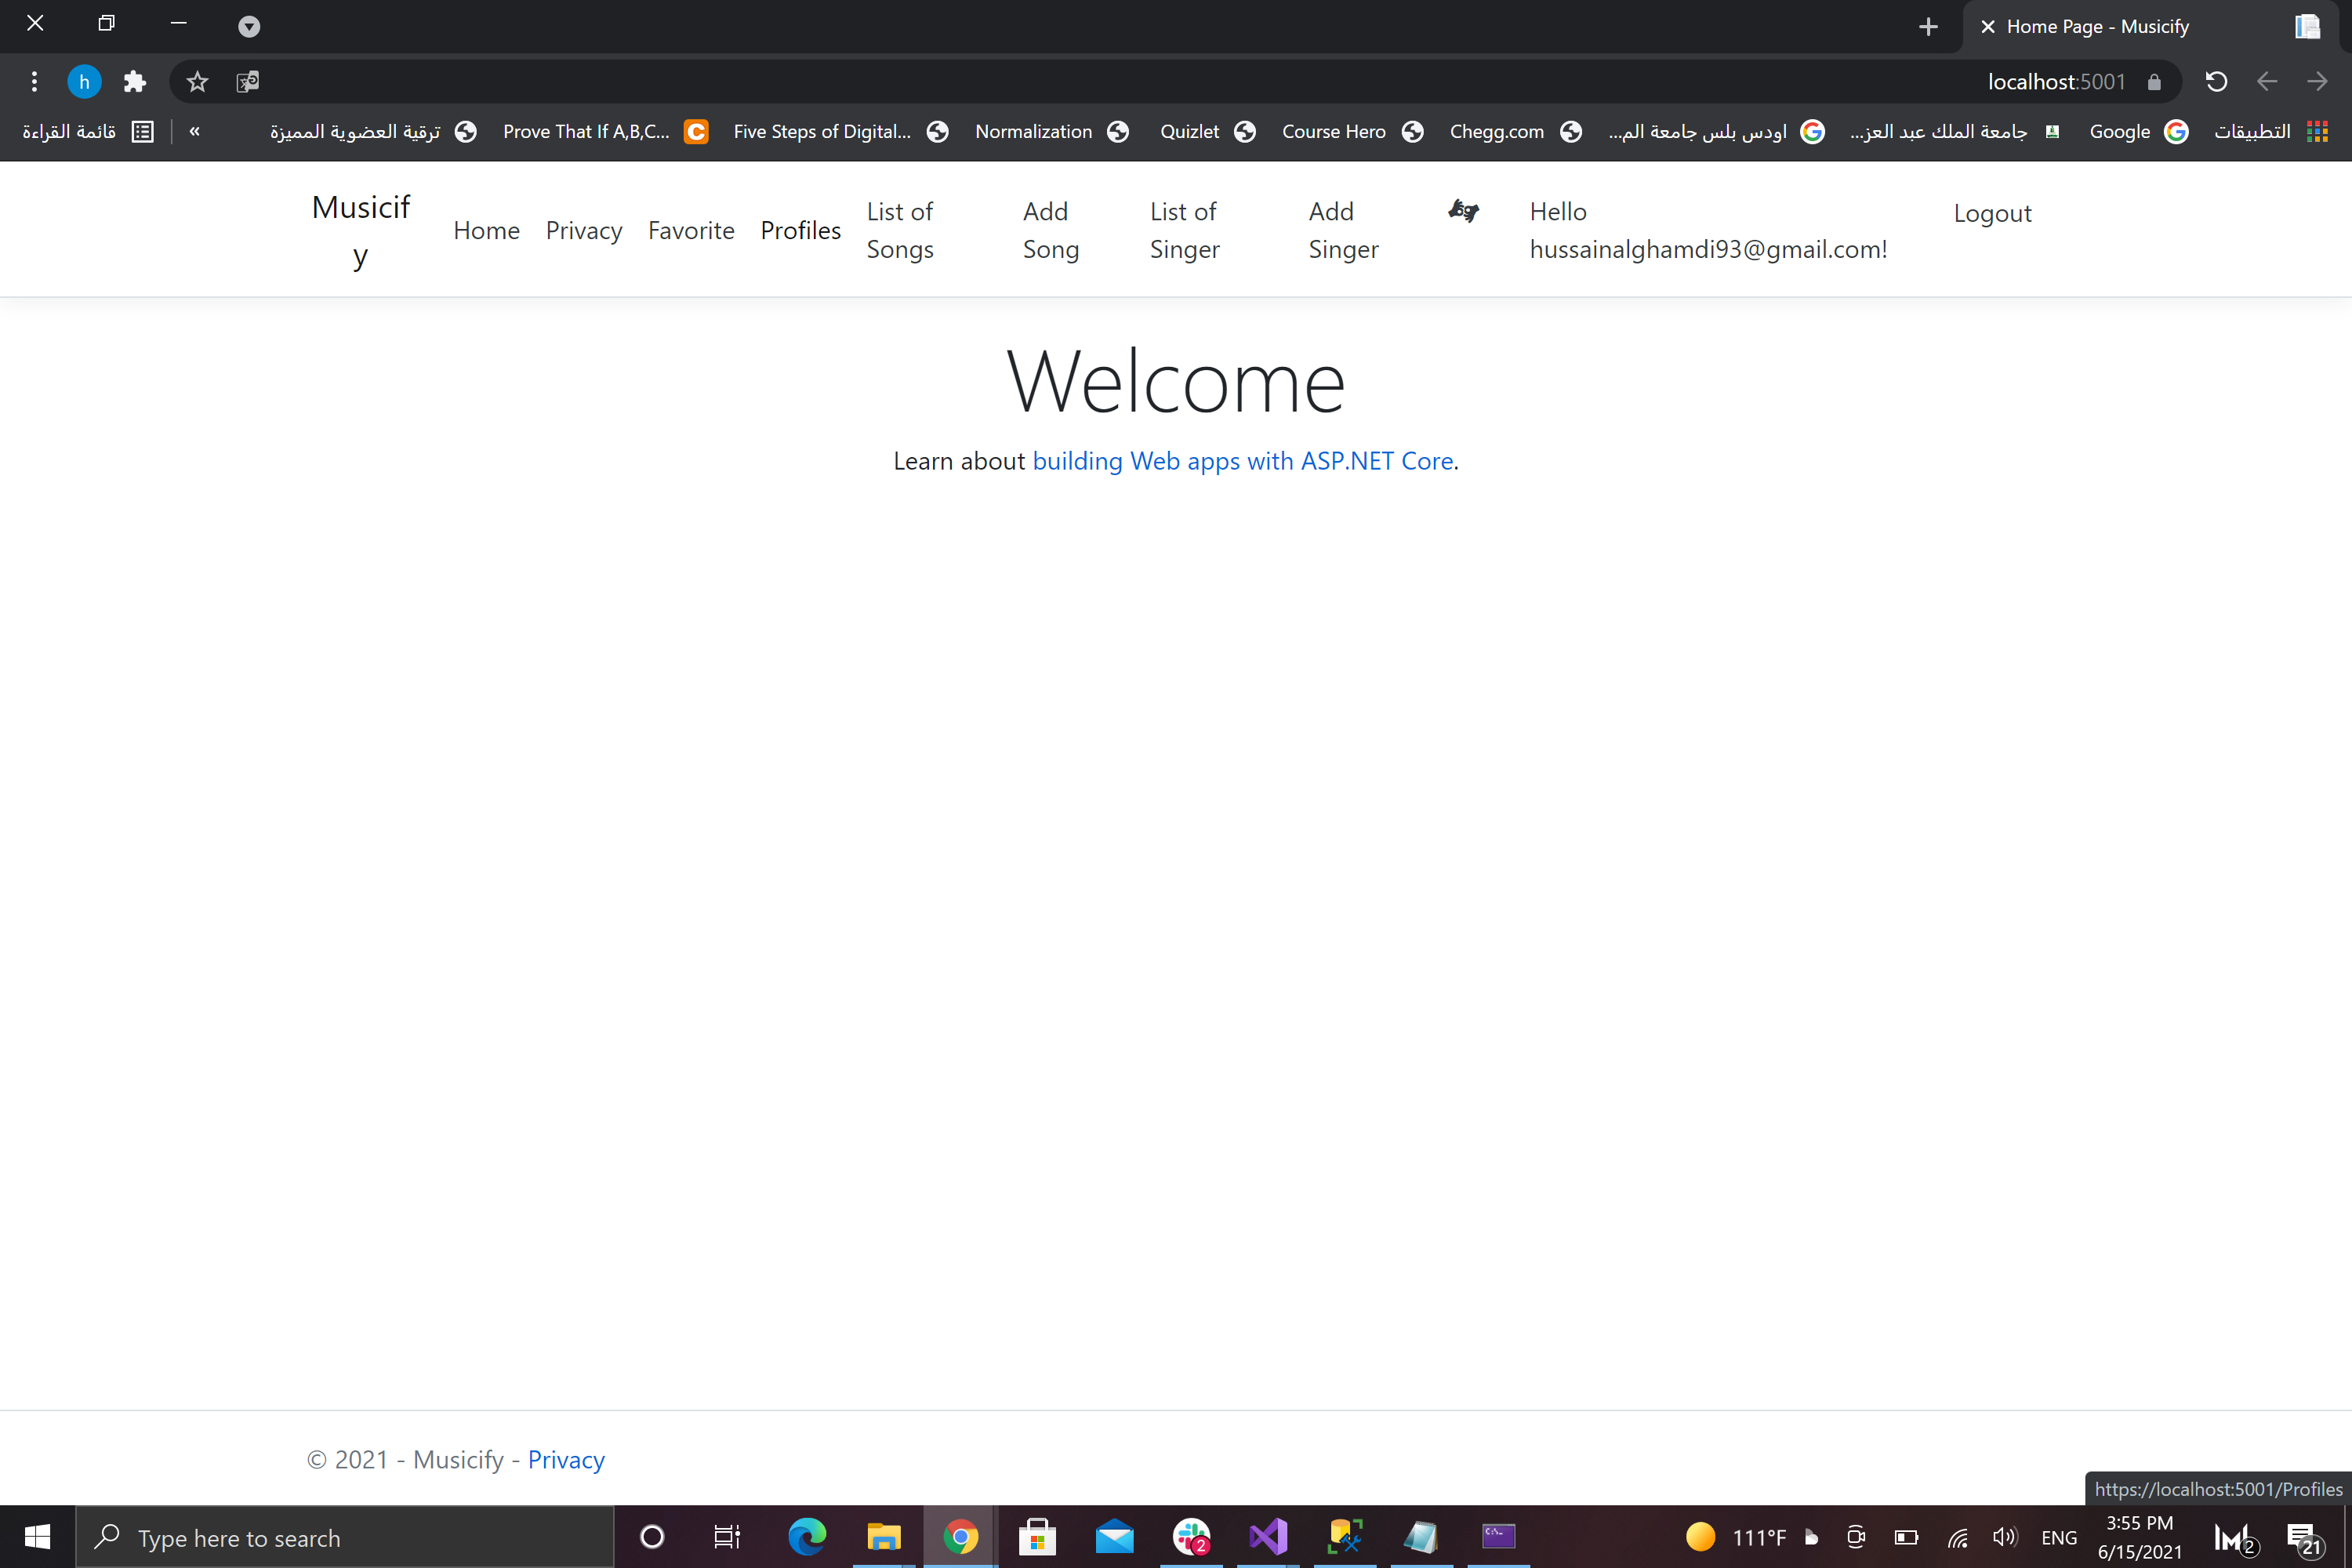 Home Page - Musicify
localhost:5001
h
التطبيقات
Google
جامعة الملك عبد العز...
اودس بلس جامعة الم...
Chegg.com
Course Hero
Quizlet
Normalization
Five Steps of Digital...
Prove That If A,B,C...
ترقية العضوية المميزة
»
قائمة القراءة
Musicif
y
Home
Privacy
Favorite
Profiles
List of
Songs
Add
Song
List of
Singer
Add
Singer
Hello
hussainalghamdi93@gmail.com!
Logout
Welcome
Learn about building Web apps with ASP.NET Core.
© 2021 - Musicify - Privacy
https://localhost:5001/Profiles
Type here to search
2
111°F
ENG
3:55 PM
6/15/2021
2
21